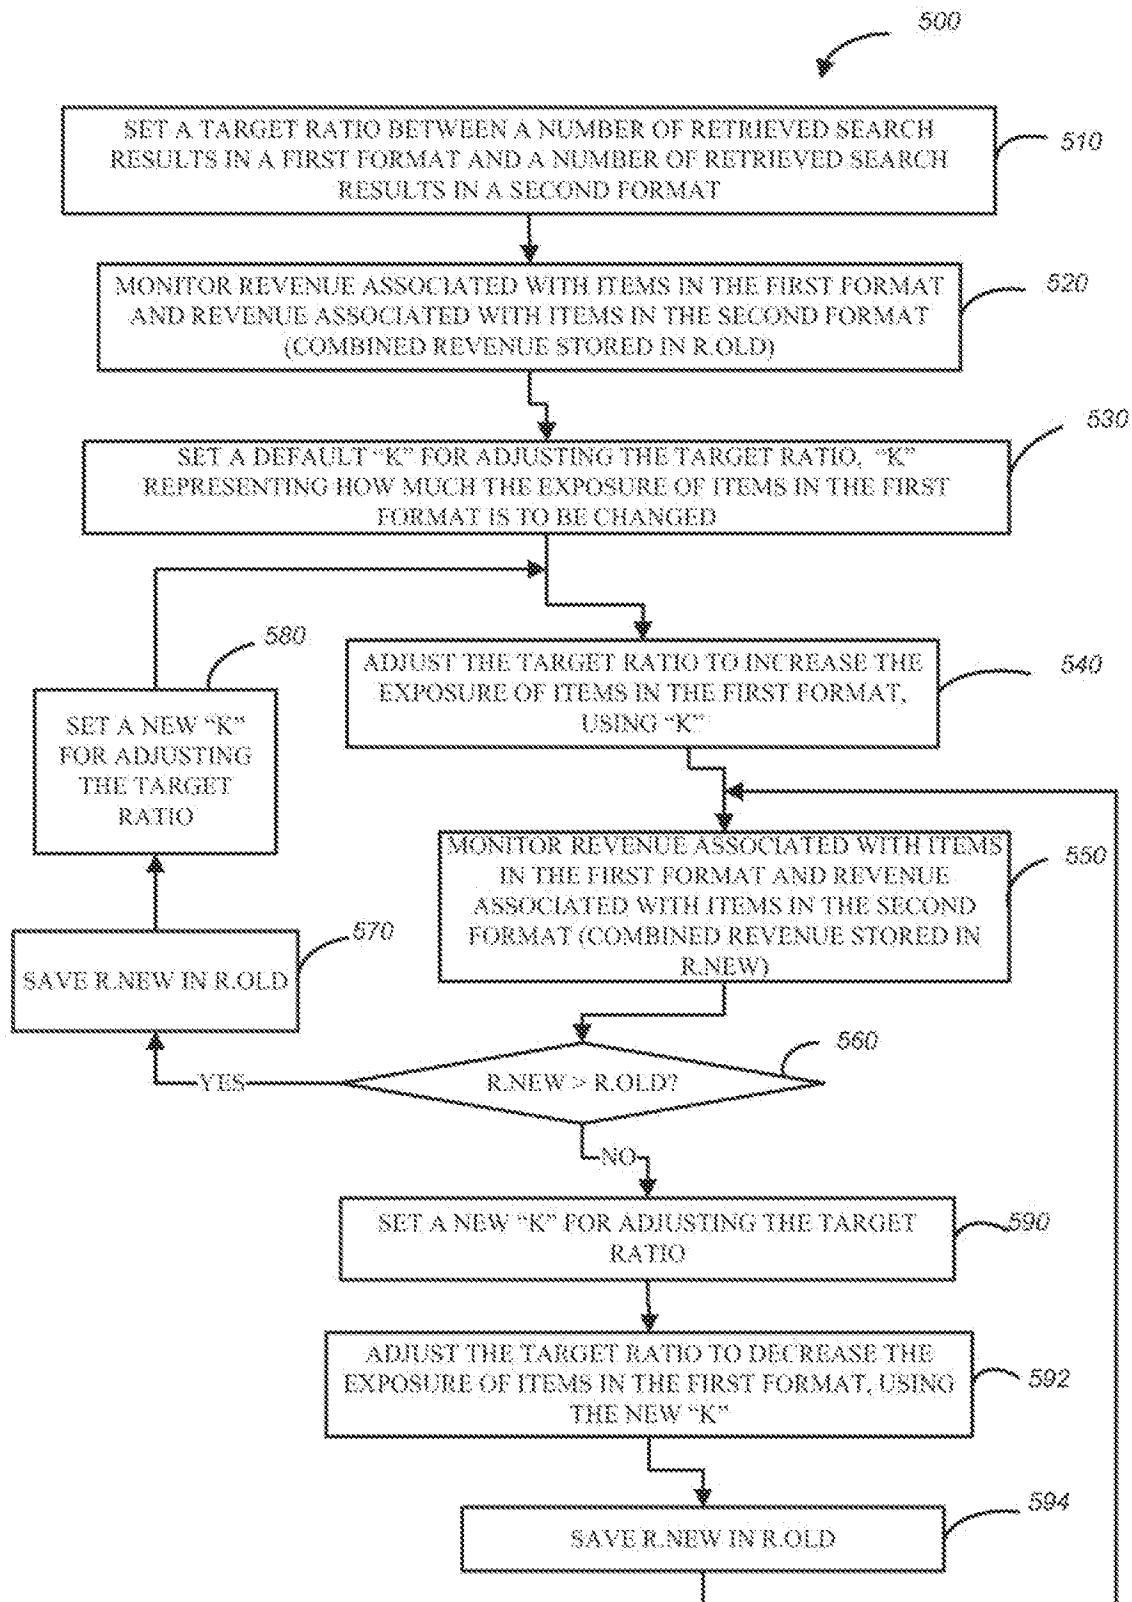 500
SET A TARGET RATIO BETWEEN A NUMBER OF RETRIEVED SEARCH
RESULTS IN A FIRST FORMAT AND A NUMBER OF RETRIEVED SEARCH
RESULTS IN A SECOND FORMAT
510
MONITOR REVENUE ASSOCIATED WITH ITEMS IN THE FIRST FORMAT
AND REVENUE ASSOCIATED WITH ITEMS IN THE SECOND FORMAT
(COMBINED REVENUE STORED IN R.OLD)
520
SET A DEFAULT “K” FOR ADJUSTING THE TARGET RATIO, “K”
REPRESENTING HOW MUCH THE EXPOSURE OF ITEMS IN THE FIRST
FORMAT IS TO BE CHANGED
530
ADJUST THE TARGET RATIO TO INCREASE THE
EXPOSURE OF ITEMS IN THE FIRST FORMAT,
USING “K”
540
580
SET A NEW “K”
FOR ADJUSTING
THE TARGET
RATIO
MONITOR REVENUE ASSOCIATED WITH ITEMS
IN THE FIRST FORMAT AND REVENUE
ASSOCIATED WITH ITEMS IN THE SECOND
FORMAT (COMBINED REVENUE STORED IN
R.NEW)
550
570
SAVE R.NEW IN R.OLD
560
R.NEW > R.OLD?
YES
NO
SET A NEW “K” FOR ADJUSTING THE TARGET
RATIO
590
ADJUST THE TARGET RATIO TO DECREASE THE
EXPOSURE OF ITEMS IN THE FIRST FORMAT, USING
THE NEW “K”
592
SAVE R.NEW IN R.OLD
594